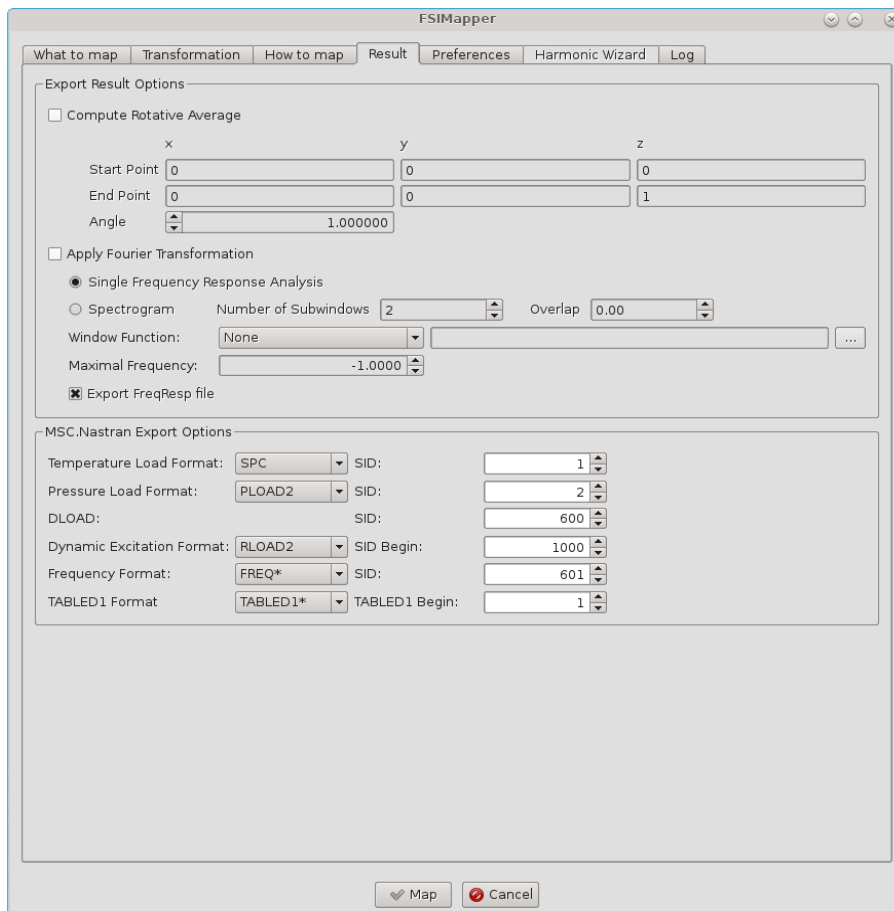 FSIMapper
What to map Transformation How to map Result Preferences Harmonic Wizard Log
Export Result Options
Compute Rotative Average
x y z
Start Point 0 0 0
End Point 0 0 1
Angle 1.000000
Apply Fourier Transformation
Single Frequency Response Analysis
Spectrogram Number of Subwindows 2 Overlap 0.00
Window Function: None ...
Maximal Frequency: -1.0000
Export FreqResp file
MSC.Nastran Export Options
Temperature Load Format: SPC SID: 1
Pressure Load Format: PLOAD2 SID: 2
DLOAD: SID: 600
Dynamic Excitation Format: RLOAD2 SID Begin: 1000
Frequency Format: FREQ* SID: 601
TABLED1 Format TABLED1* TABLED1 Begin: 1
Map Cancel